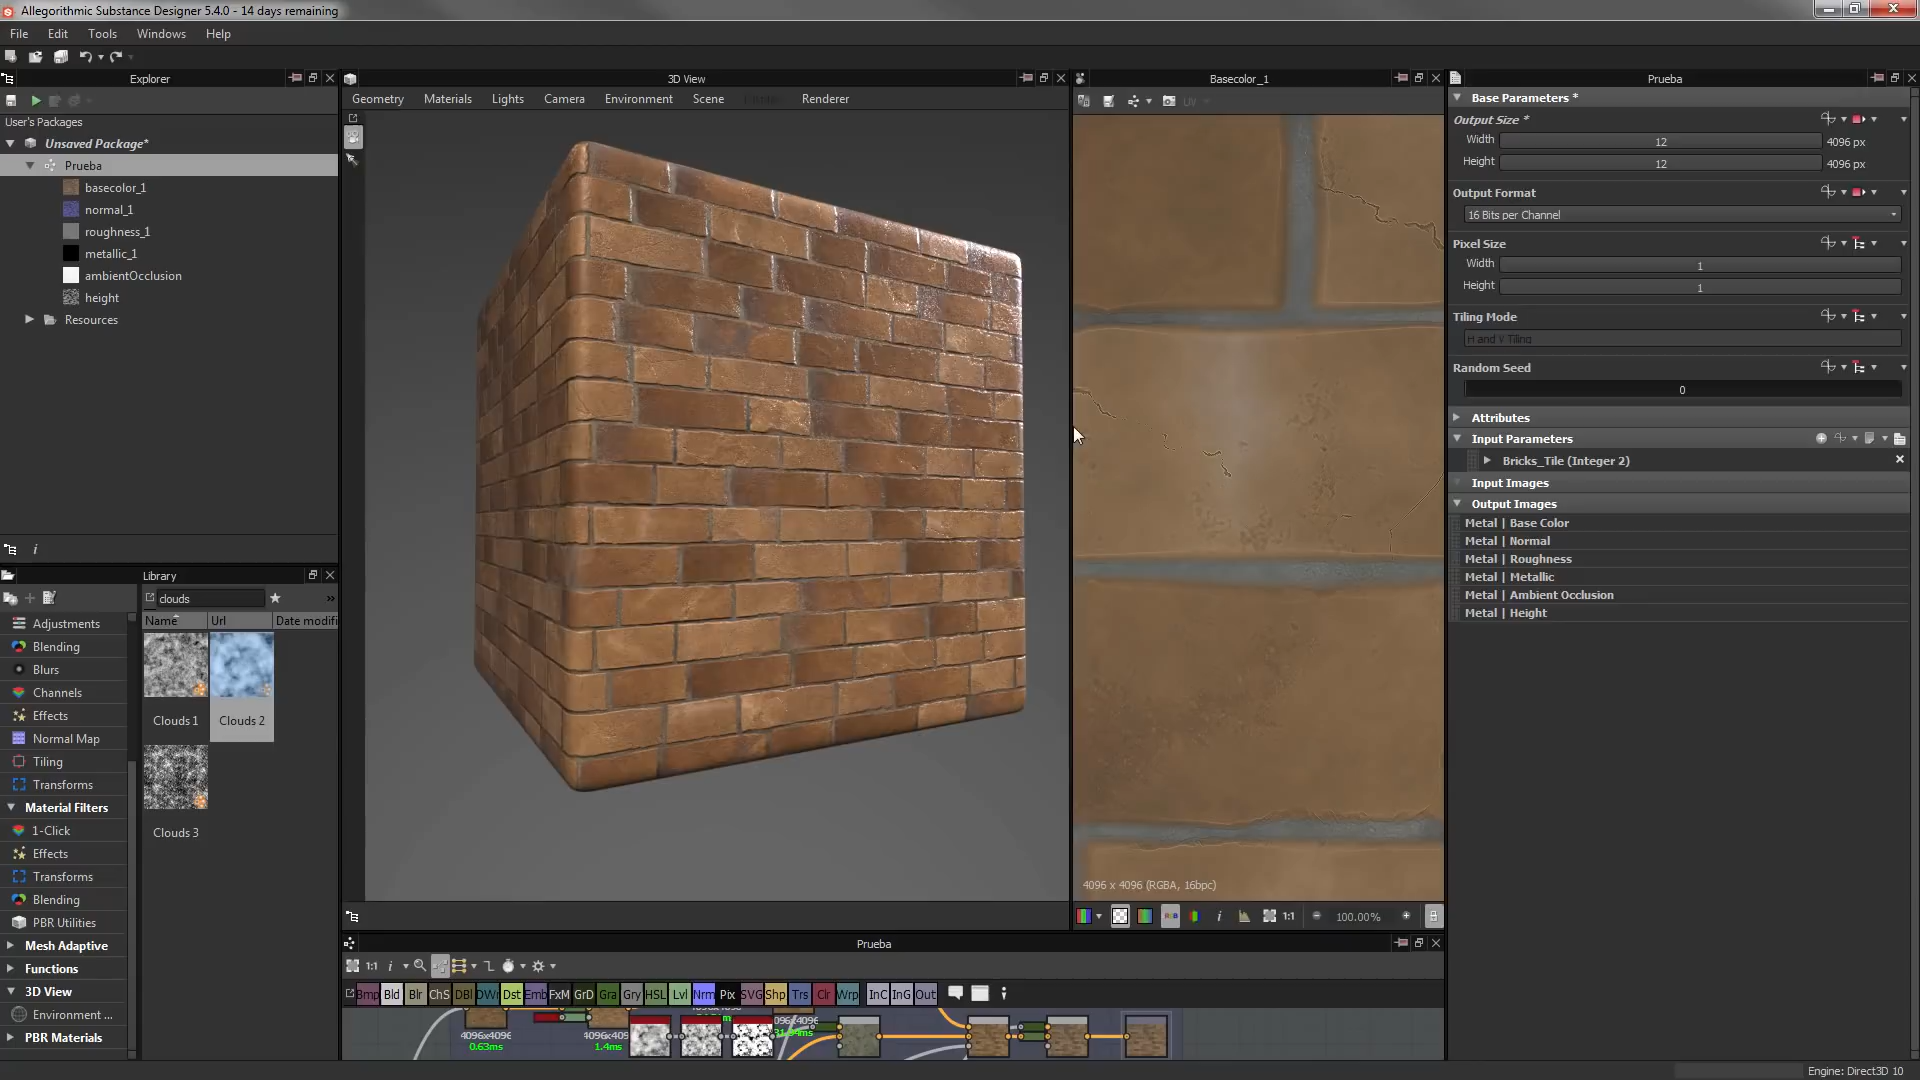 Allegorithmic Substance Designer 5.4.0 - 14 days remaining
File Edit Tools Windows Help
Explorer
User's Packages
Unsaved Package*
Prueba
basecolor_1
normal_1
roughness_1
metallic_1
ambientOcclusion
height
Resources
i
Library
clouds
»
Name Url Date modifi
Adjustments
Blending
Blurs
Channels
Effects
Normal Map
Tiling
Transforms
Material Filters
1-Click
Effects
Transforms
Blending
PBR Utilities
Mesh Adaptive
Functions
3D View
Environment ...
PBR Materials
Clouds 1
Clouds 2
Clouds 3
3D View
Geometry Materials Lights Camera Environment Scene Renderer
Basecolor_1
UV
4096 x 4096 (RGBA, 16bpc)
i 1:1 100.00%
Prueba
1:1 i
Bmp Bld Blr ChS DBl DWr Dst Emb FxM GrD Gra Gry HSL Lvl Nrm Pix SVG Shp Trs Clr Wrp InC InG Out
4096x4096
0.63ms
4096x40
1.4ms
096x4096
Prueba
Base Parameters *
Output Size *
Width 12 4096 px
Height 12 4096 px
Output Format
16 Bits per Channel
Pixel Size
Width 1
Height 1
Tiling Mode
H and V Tiling
Random Seed
0
Attributes
Input Parameters
Bricks_Tile (Integer 2)
Input Images
Output Images
Metal | Base Color
Metal | Normal
Metal | Roughness
Metal | Metallic
Metal | Ambient Occlusion
Metal | Height
Engine: Direct3D 10